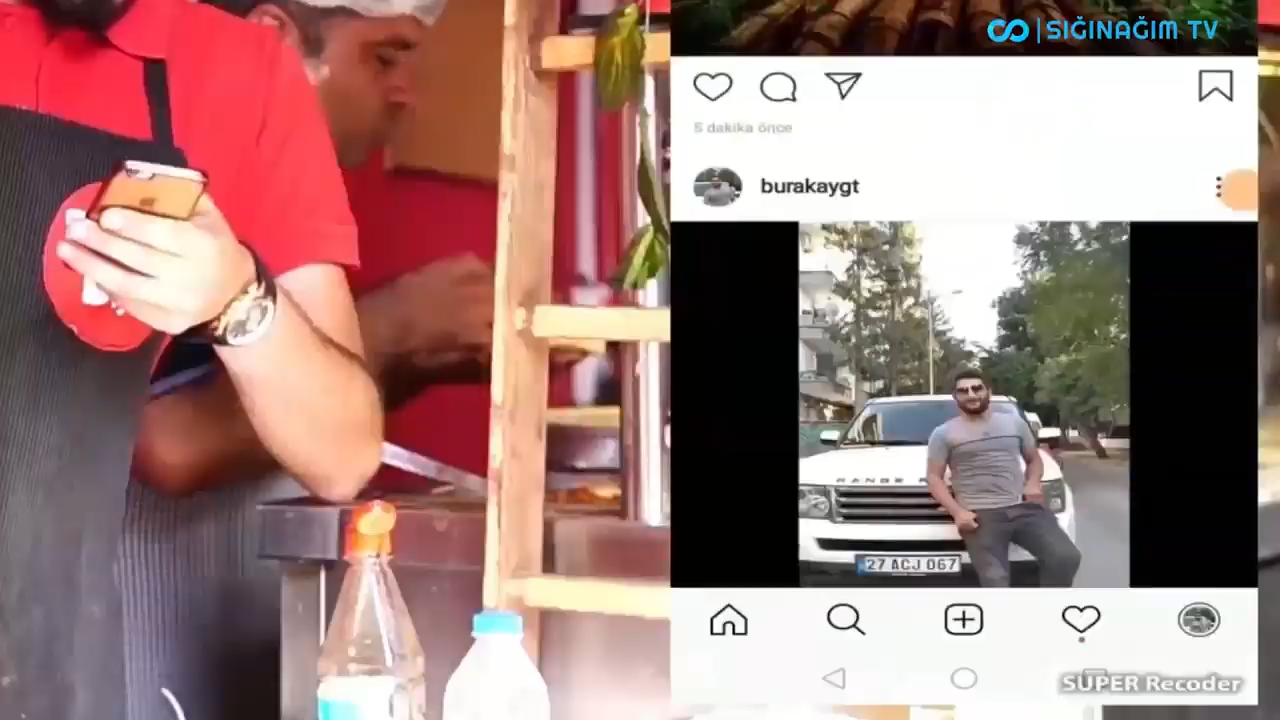 SIĞINAĞIM TV
5 dakika önce
burakaygt
27 ACJ 067
SUPER Recoder